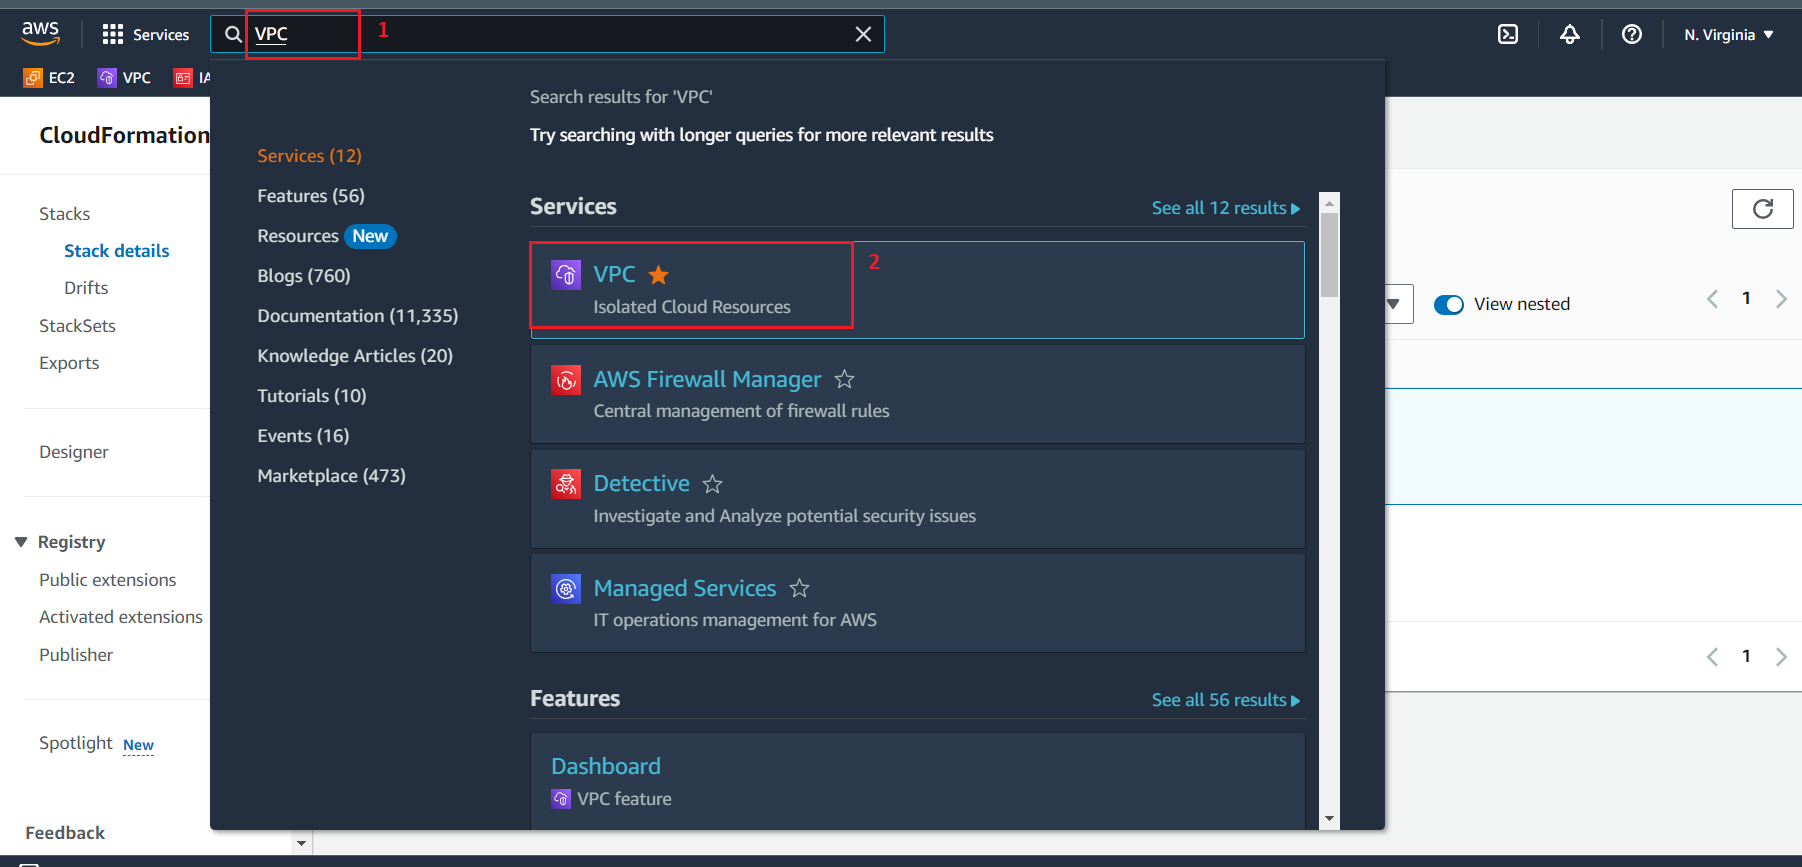 aws
Services
VPC
1
N. Virginia
EC2
VPC
IA
CloudFormation
Stacks
Stack details
Drifts
StackSets
Exports
Designer
Registry
Public extensions
Activated extensions
Publisher
Spotlight New
Feedback
Search results for 'VPC'
Try searching with longer queries for more relevant results
Services (12)
Features (56)
Resources New
Blogs (760)
Documentation (11,335)
Knowledge Articles (20)
Tutorials (10)
Events (16)
Marketplace (473)
Services
See all 12 results
VPC
2
Isolated Cloud Resources
AWS Firewall Manager
Central management of firewall rules
Detective
Investigate and Analyze potential security issues
Managed Services
IT operations management for AWS
Features
See all 56 results
Dashboard
VPC feature
View nested
1
1